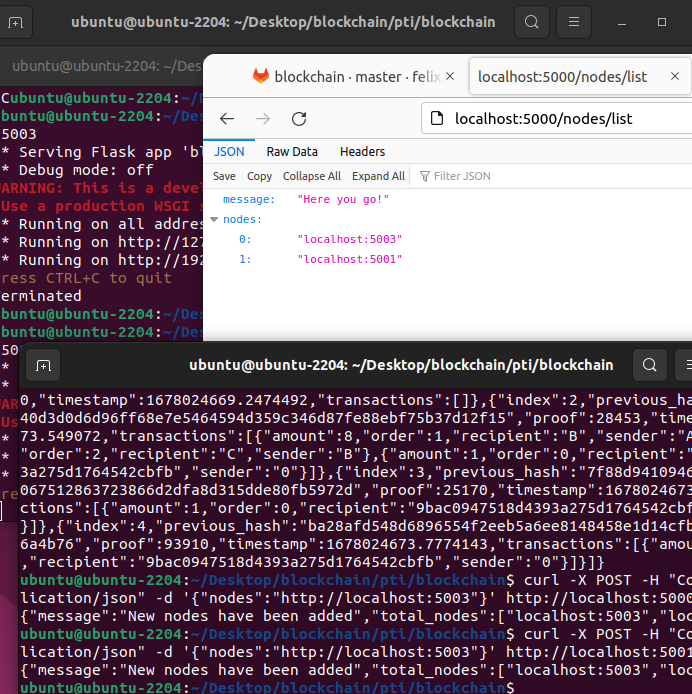 ubuntu@ubuntu-2204: ~/Desktop/blockchain/pti/blockchain
ubuntu@ubuntu-2204: ~/Des
blockchain · master · felix
localhost:5000/nodes/list
localhost:5000/nodes/list
JSON Raw Data Headers
Save Copy Collapse All Expand All Filter JSON
message: "Here you go!"
nodes:
0: "localhost:5003"
1: "localhost:5001"
Cubuntu@ubuntu-2204:~/
buntu@ubuntu-2204:~/Des
5003
* Serving Flask app 'bl
* Debug mode: off
WARNING: This is a devel
Use a production WSGI s
* Running on all addres
* Running on http://127
* Running on http://192
ress CTRL+C to quit
erminated
buntu@ubuntu-2204:~/Des
buntu@ubuntu-2204:~/Des
50
*
*
AR
Us
*
*
*
re
ubuntu@ubuntu-2204: ~/Desktop/blockchain/pti/blockchain
0,"timestamp":1678024669.2474492,"transactions":[]},{"index":2,"previous_ha
40d3d0d6d96ff68e7e5464594d359c346d87fe88ebf75b37d12f15","proof":28453,"time
73.549072,"transactions":[{"amount":8,"order":1,"recipient":"B","sender":"A
"order":2,"recipient":"C","sender":"B"},{"amount":1,"order":0,"recipient":"
3a275d1764542cbfb","sender":"0"}]},{"index":3,"previous_hash":"7f88d9410946
067512863723866d2dfa8d315dde80fb5972d","proof":25170,"timestamp":1678024673
ctions":[{"amount":1,"order":0,"recipient":"9bac0947518d4393a275d1764542cbf
}]},{"index":4,"previous_hash":"ba28afd548d6896554f2eeb5a6ee8148458e1d14cfb
6a4b76","proof":93910,"timestamp":1678024673.7774143,"transactions":[{"amou
,"recipient":"9bac0947518d4393a275d1764542cbfb","sender":"0"}]}]}
ubuntu@ubuntu-2204:~/Desktop/blockchain/pti/blockchain$ curl -X POST -H "Co
lication/json" -d '{"nodes":"http://localhost:5003"}' http://localhost:5000
{"message":"New nodes have been added","total_nodes":["localhost:5003","loc
ubuntu@ubuntu-2204:~/Desktop/blockchain/pti/blockchain$ curl -X POST -H "Co
lication/json" -d '{"nodes":"http://localhost:5003"}' http://localhost:5001
{"message":"New nodes have been added","total_nodes":["localhost:5003","loca
ubuntu@ubuntu-2204:~/Desktop/blockchain/pti/blockchain$